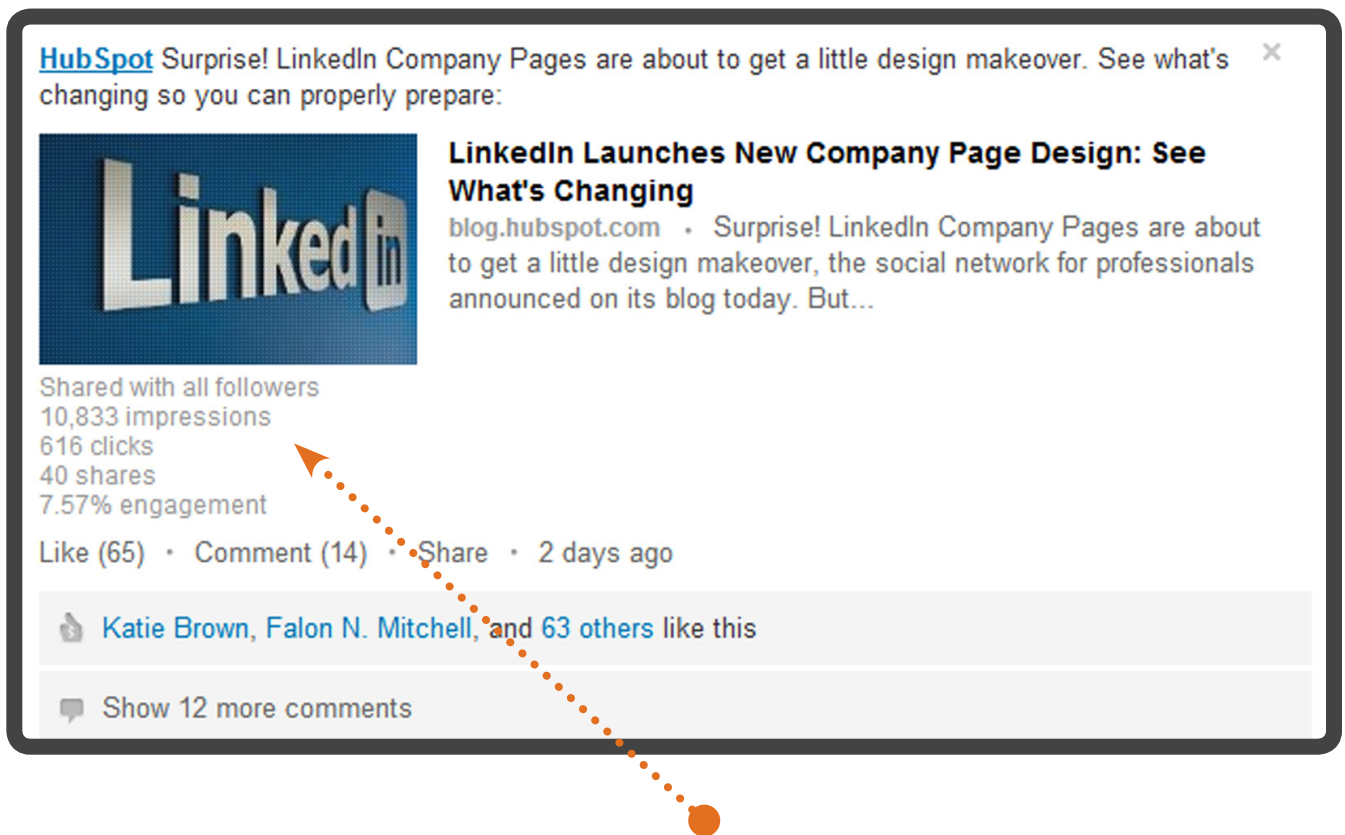 HubSpot Surprise! LinkedIn Company Pages are about to get a little design makeover. See what's
changing so you can properly prepare:
Linked in
LinkedIn Launches New Company Page Design: See
What's Changing
blog.hubspot.com • Surprise! LinkedIn Company Pages are about
to get a little design makeover, the social network for professionals
announced on its blog today. But...
Shared with all followers
10,833 impressions
616 clicks
40 shares
7.57% engagement
Like (65) • Comment (14) • Share • 2 days ago
Katie Brown, Falon N. Mitchell, and 63 others like this
Show 12 more comments